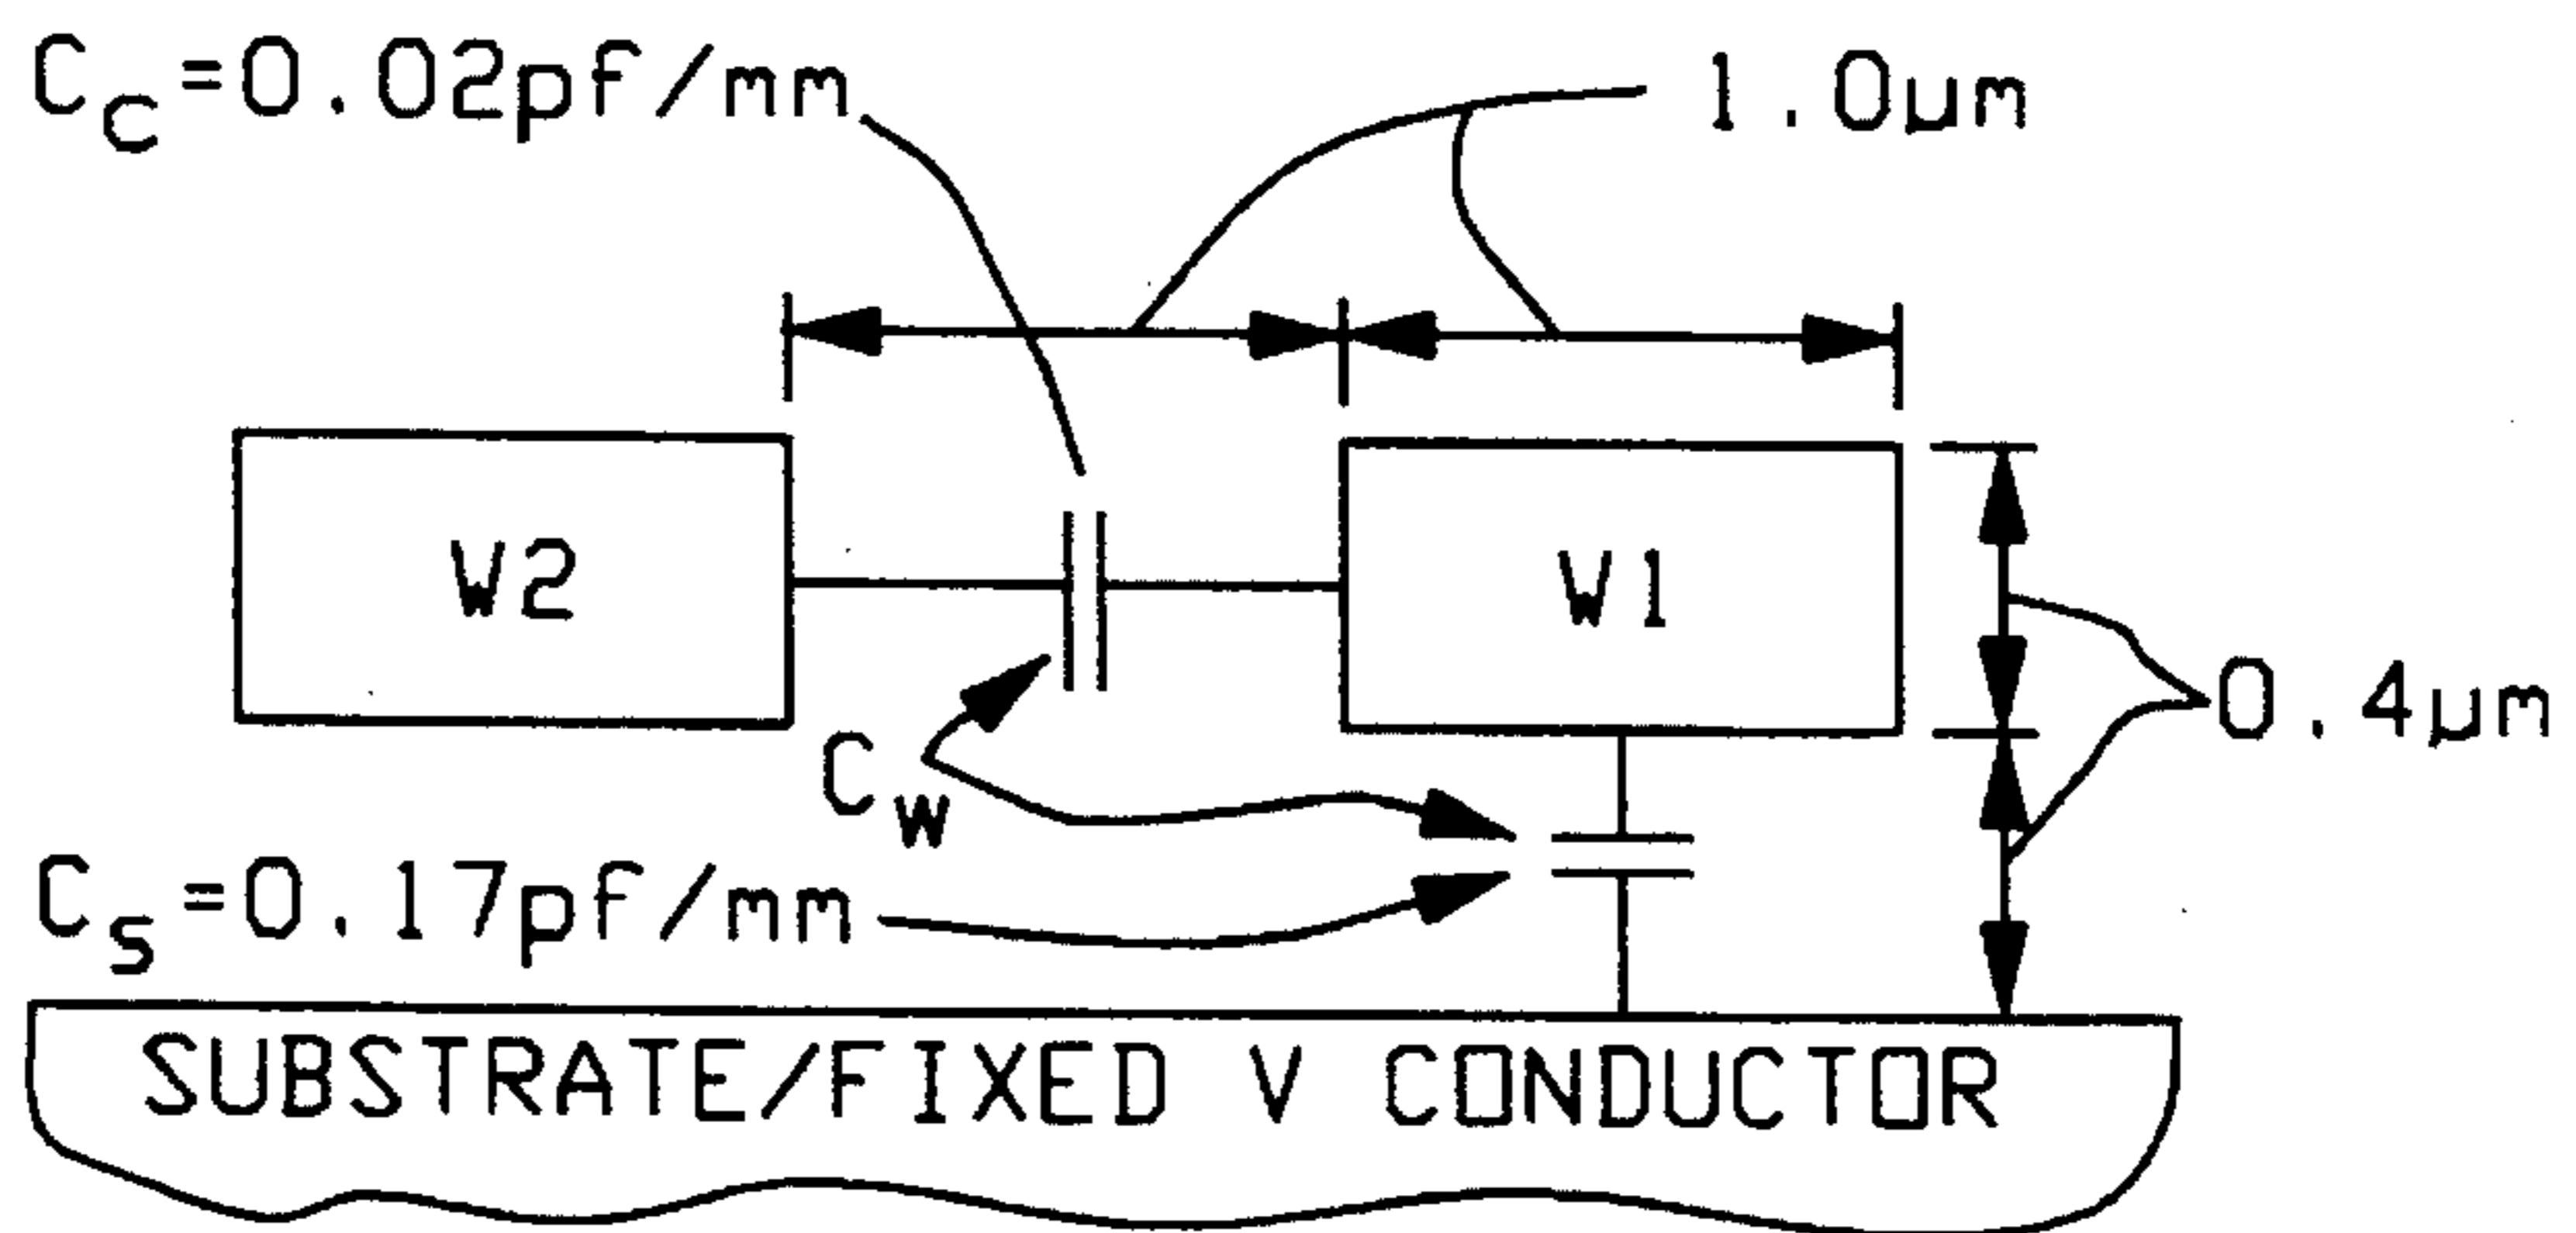 C_C=0.02pf/mm
1.0µm
W2
W1
0.4µm
C_W
C_S=0.17pf/mm
SUBSTRATE/FIXED V CONDUCTOR